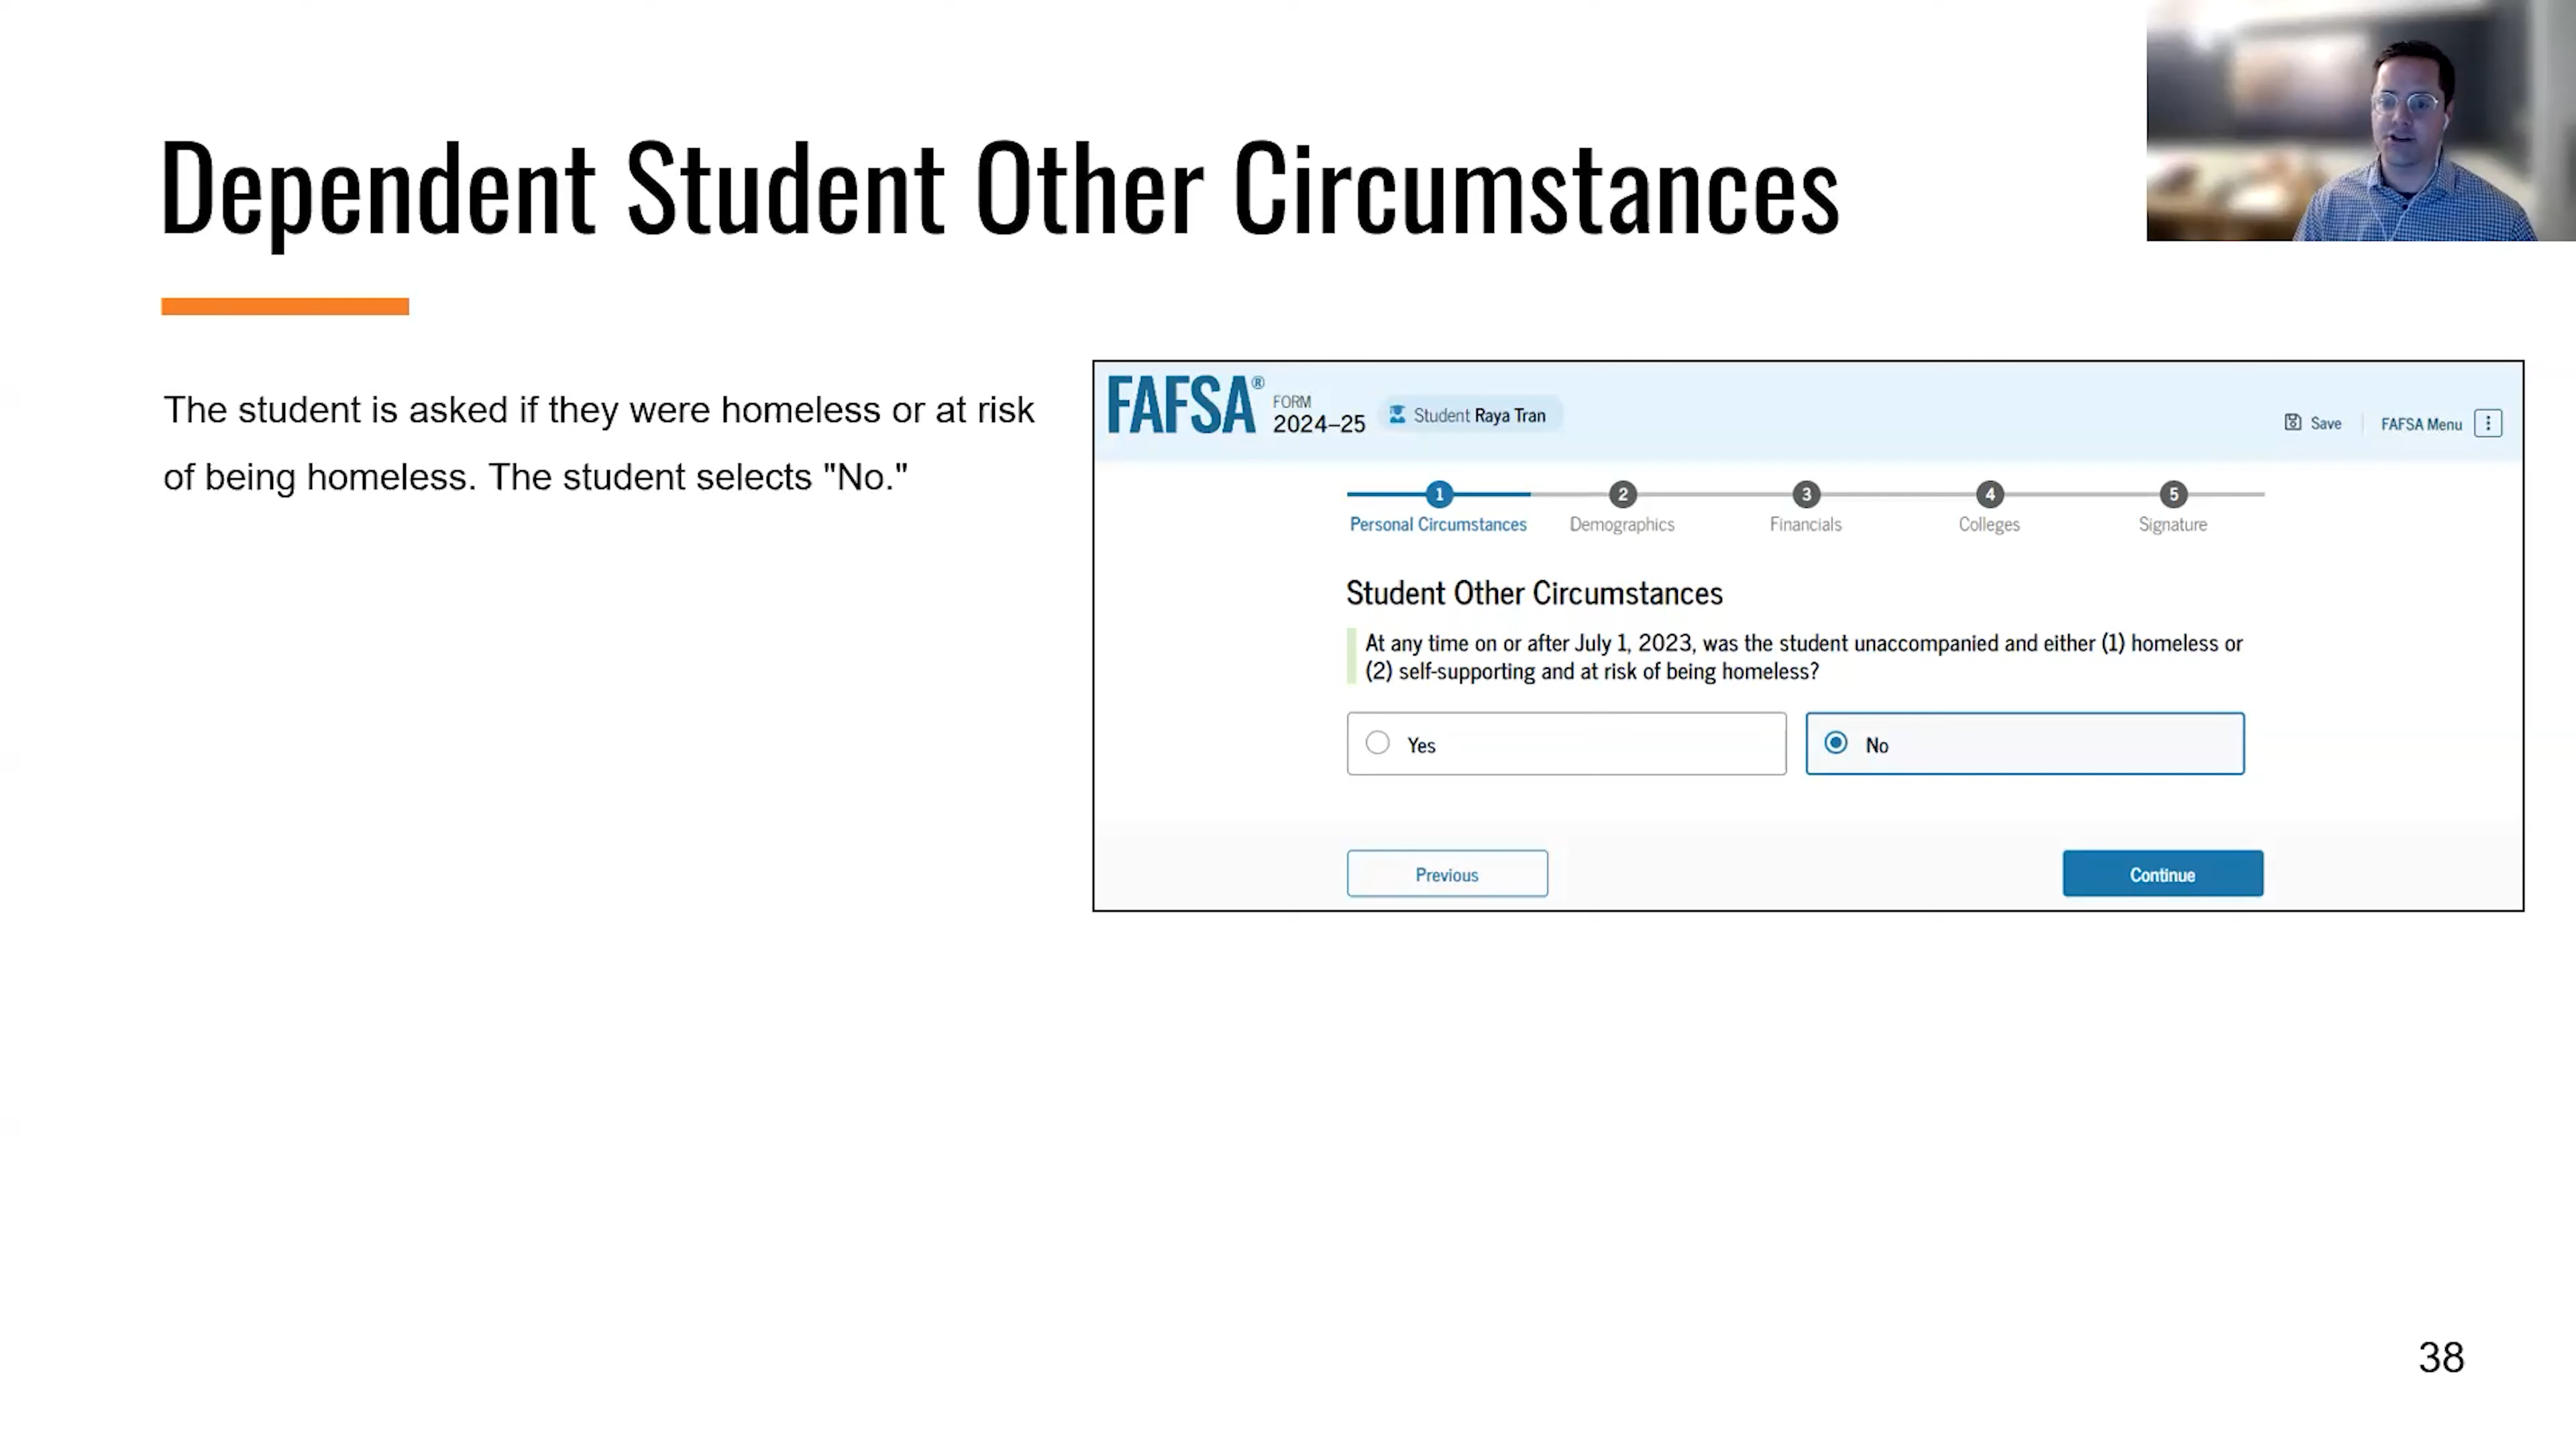 Dependent Student Other Circumstances
The student is asked if they were homeless or at risk
of being homeless. The student selects "No."
FAFSA®
FORM
2024–25
Student Raya Tran
Save
FAFSA Menu
1
2
3
4
5
Personal Circumstances
Demographics
Financials
Colleges
Signature
Student Other Circumstances
At any time on or after July 1, 2023, was the student unaccompanied and either (1) homeless or
(2) self-supporting and at risk of being homeless?
Yes
No
Previous
Continue
38